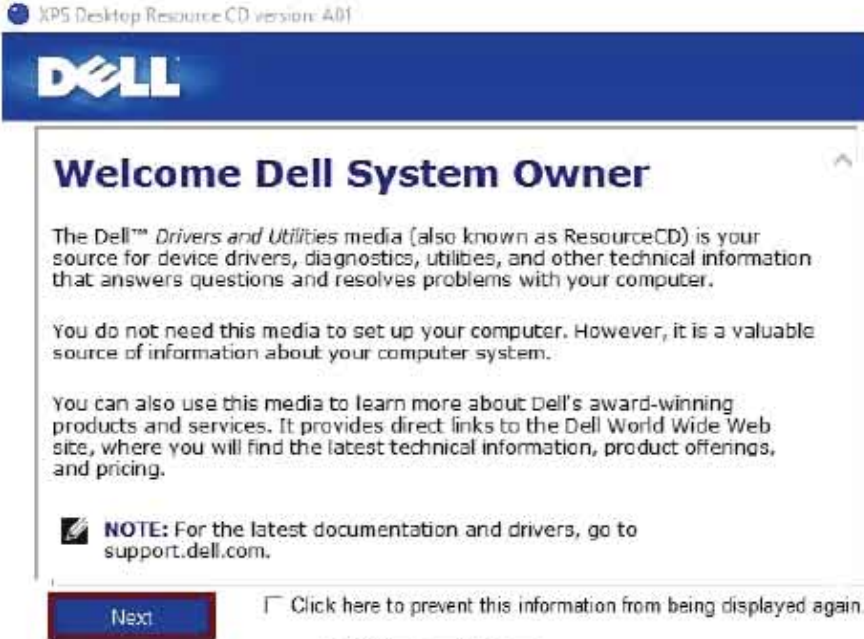 XPS Desktop Resource CD version: A01
DELL
Welcome Dell System Owner
The Dell™ Drivers and Utilities media (also known as ResourceCD) is your
source for device drivers, diagnostics, utilities, and other technical information
that answers questions and resolves problems with your computer.
You do not need this media to set up your computer. However, it is a valuable
source of information about your computer system.
You can also use this media to learn more about Dell's award-winning
products and services. It provides direct links to the Dell World Wide Web
site, where you will find the latest technical information, product offerings,
and pricing.
NOTE: For the latest documentation and drivers, go to
support.dell.com.
Next
Click here to prevent this information from being displayed again.